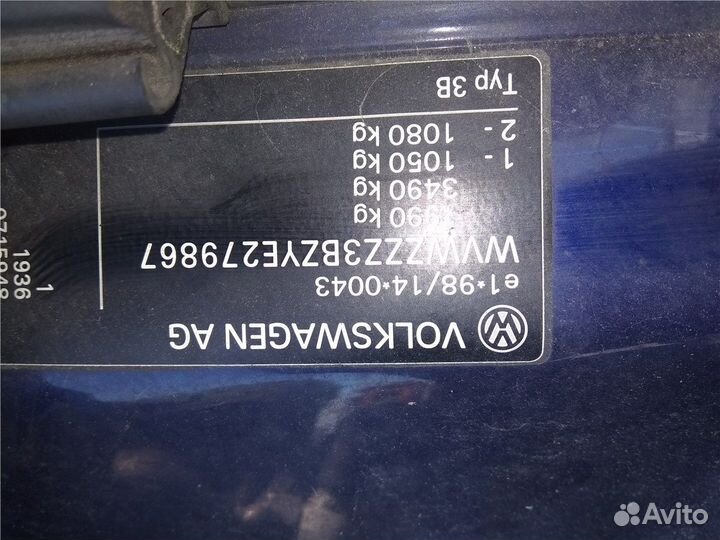 VOLKSWAGEN AG
e1*98/14*0043
WVWZZZ3BZYE279867
1990 kg
3490 kg
1 - 1050 kg
2 - 1080 kg
Typ 3B
1
1936
Avito